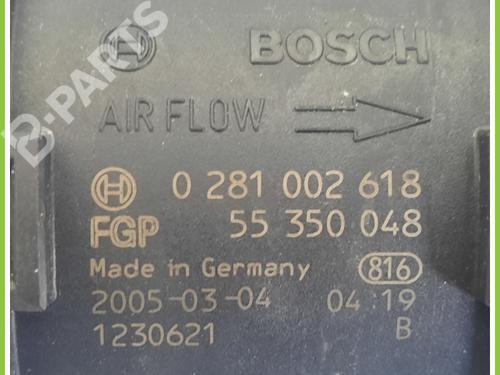 BOSCH
B-PARTS
AIR FLOW
0 281 002 618
FGP 55 350 048
Made in Germany 816
2005-03-04 04:19
1230621 B